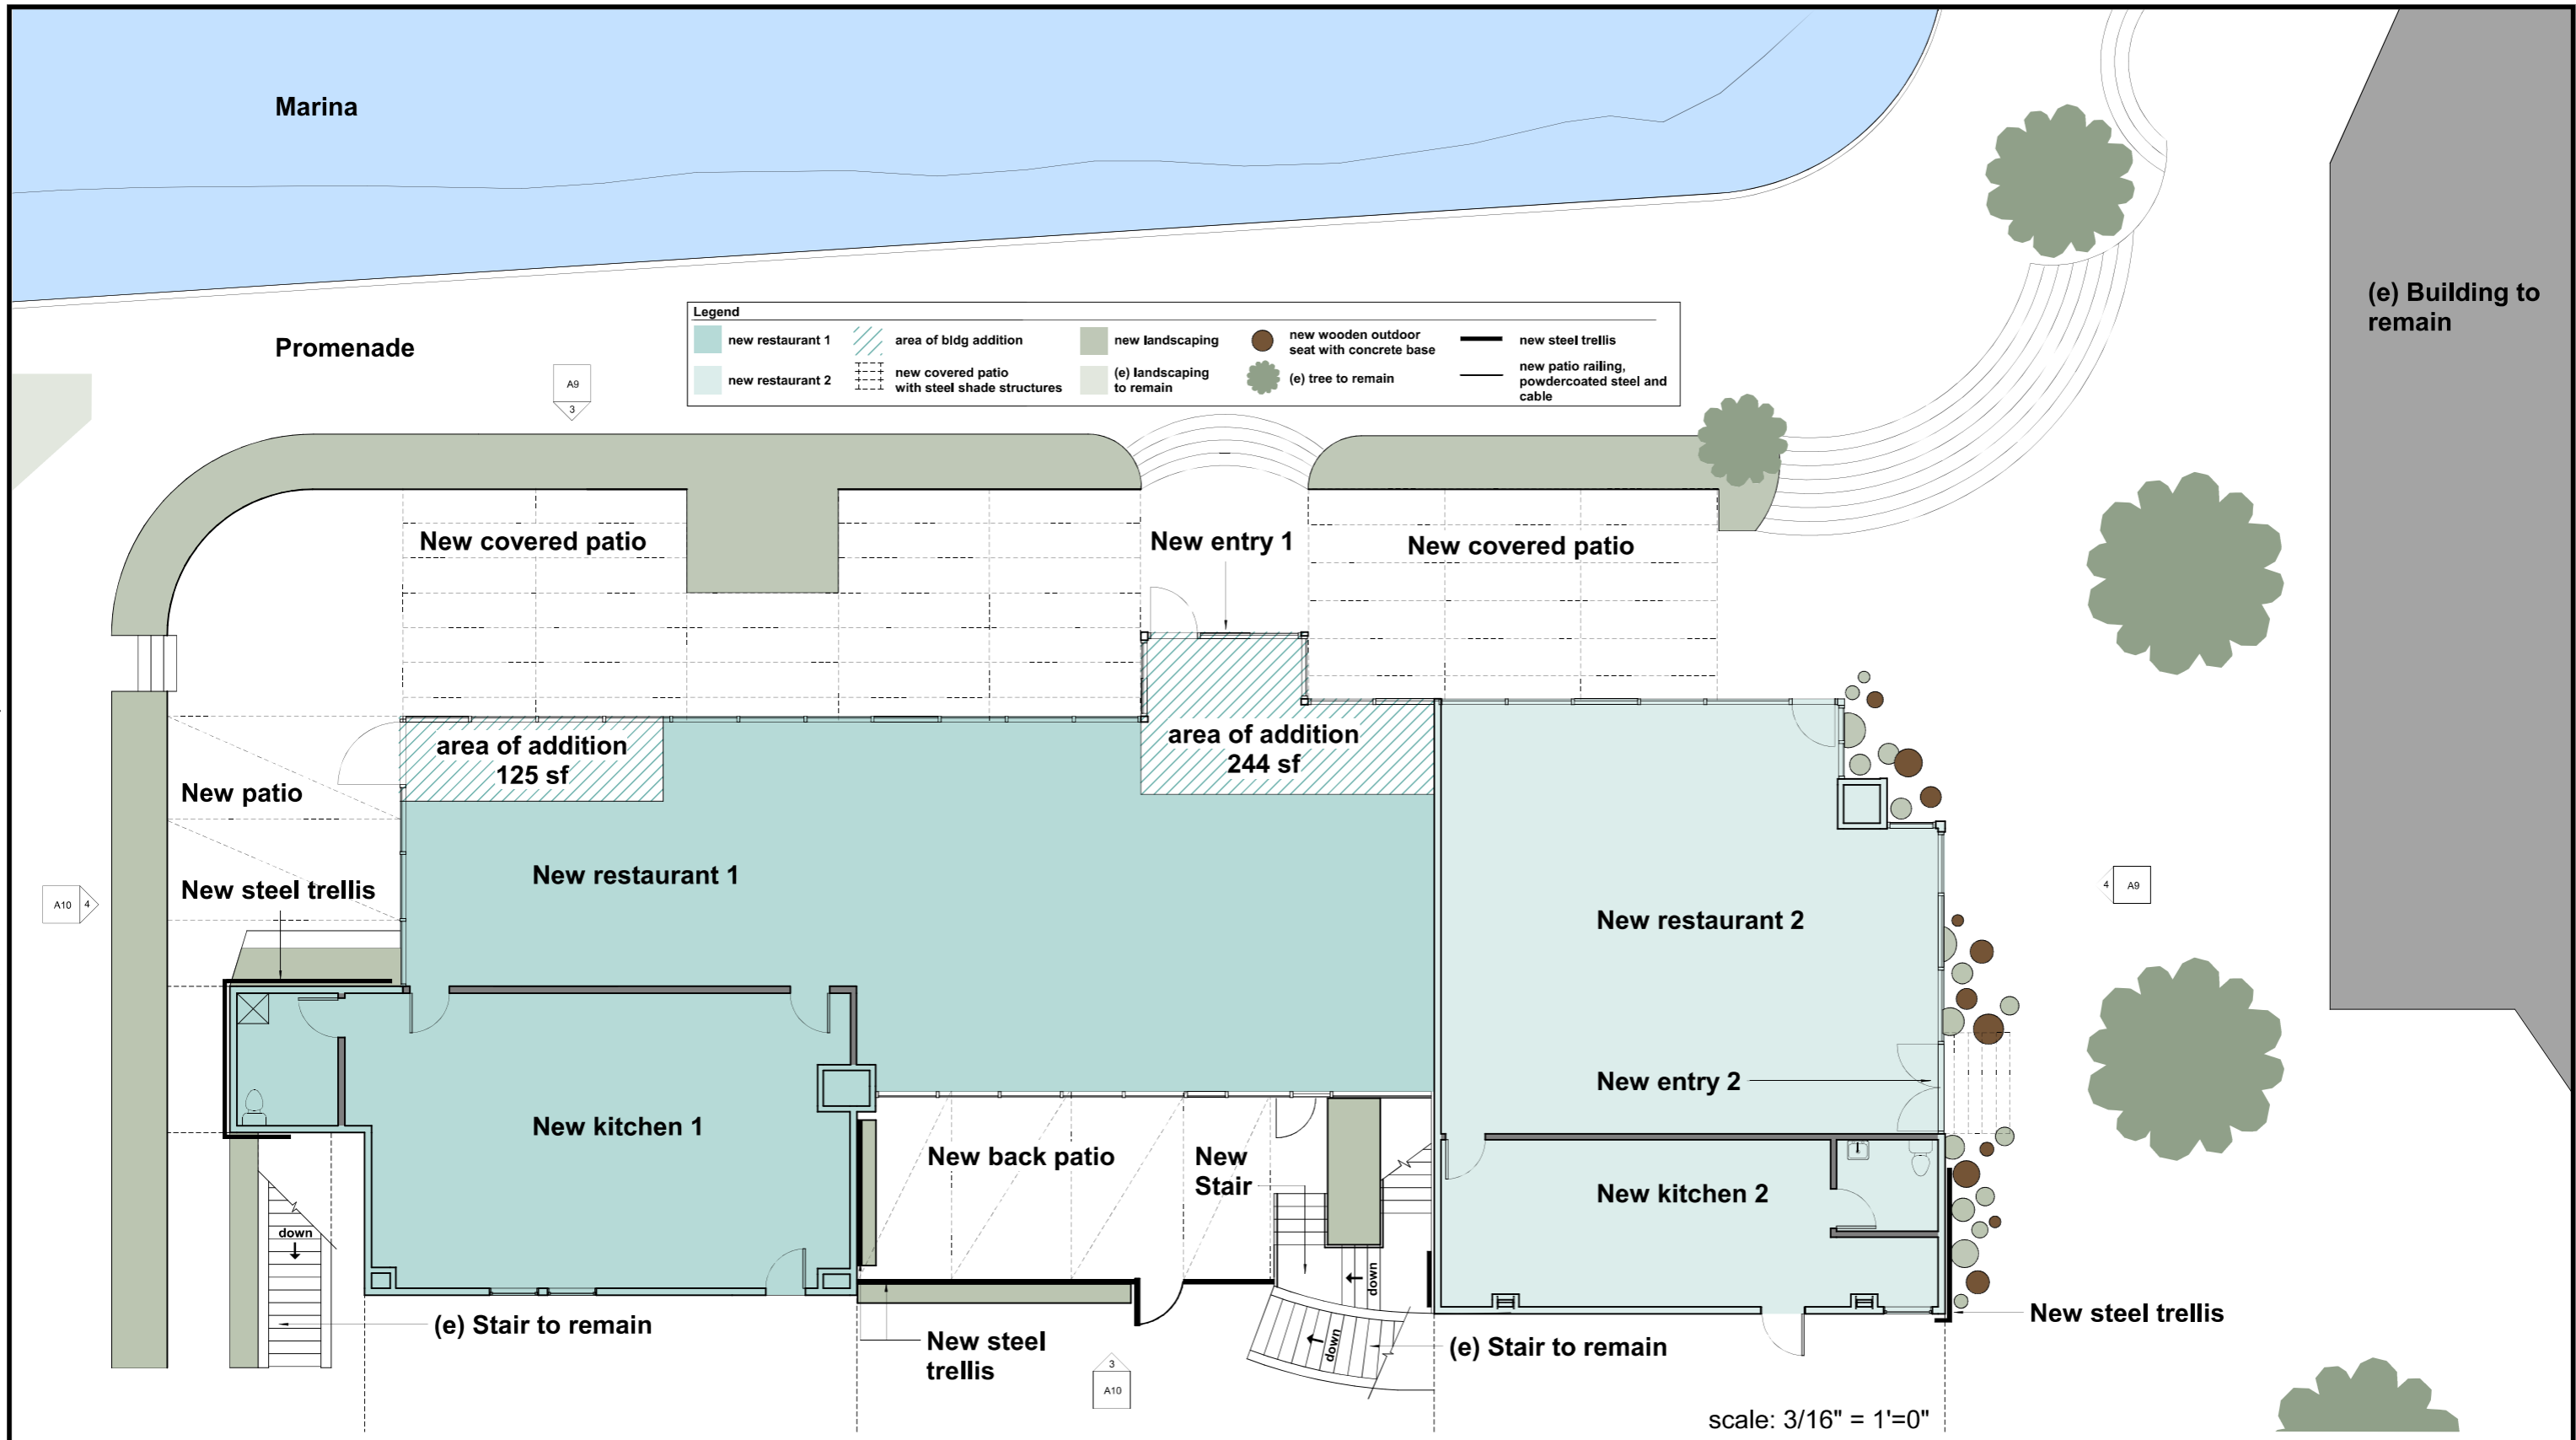 Marina
(e) Building to
remain
Promenade
Legend
new restaurant 1
area of bldg addition
new landscaping
new wooden outdoor
seat with concrete base
new steel trellis
new restaurant 2
new covered patio
with steel shade structures
(e) landscaping
to remain
(e) tree to remain
new patio railing,
powdercoated steel and
cable
A9
3
New covered patio
New entry 1
New covered patio
area of addition
125 sf
area of addition
244 sf
New patio
New restaurant 1
New steel trellis
A10 4
4 A9
New restaurant 2
New entry 2
New kitchen 1
New back patio
New
Stair
New kitchen 2
down
down
down
(e) Stair to remain
New steel
trellis
(e) Stair to remain
New steel trellis
3
A10
scale: 3/16" = 1'=0"